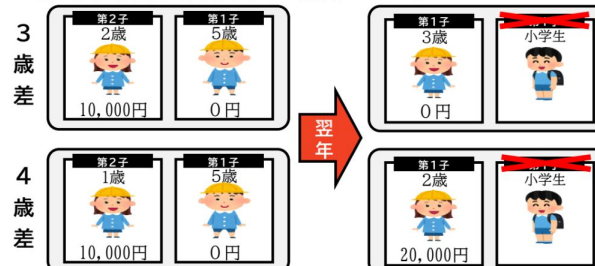 3歳差
第2子
2歳
10,000円
第1子
5歳
0円
翌年
第1子
3歳
0円
小学生
4歳差
第2子
1歳
10,000円
第1子
5歳
0円
第1子
2歳
20,000円
小学生